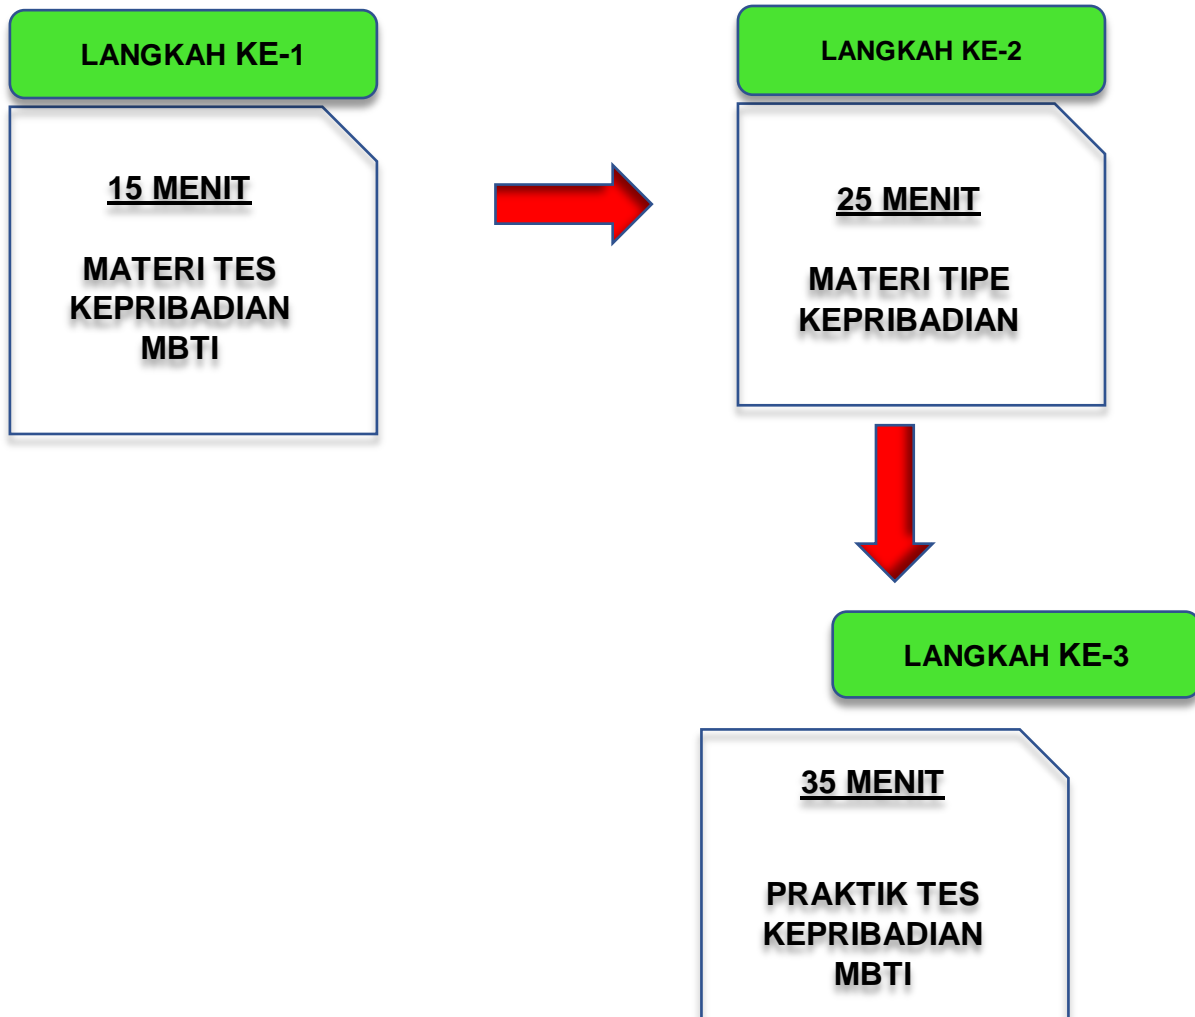 LANGKAH KE-1
15 MENIT
MATERI TES
KEPRIBADIAN
MBTI
LANGKAH KE-2
25 MENIT
MATERI TIPE
KEPRIBADIAN
LANGKAH KE-3
35 MENIT
PRAKTIK TES
KEPRIBADIAN
MBTI